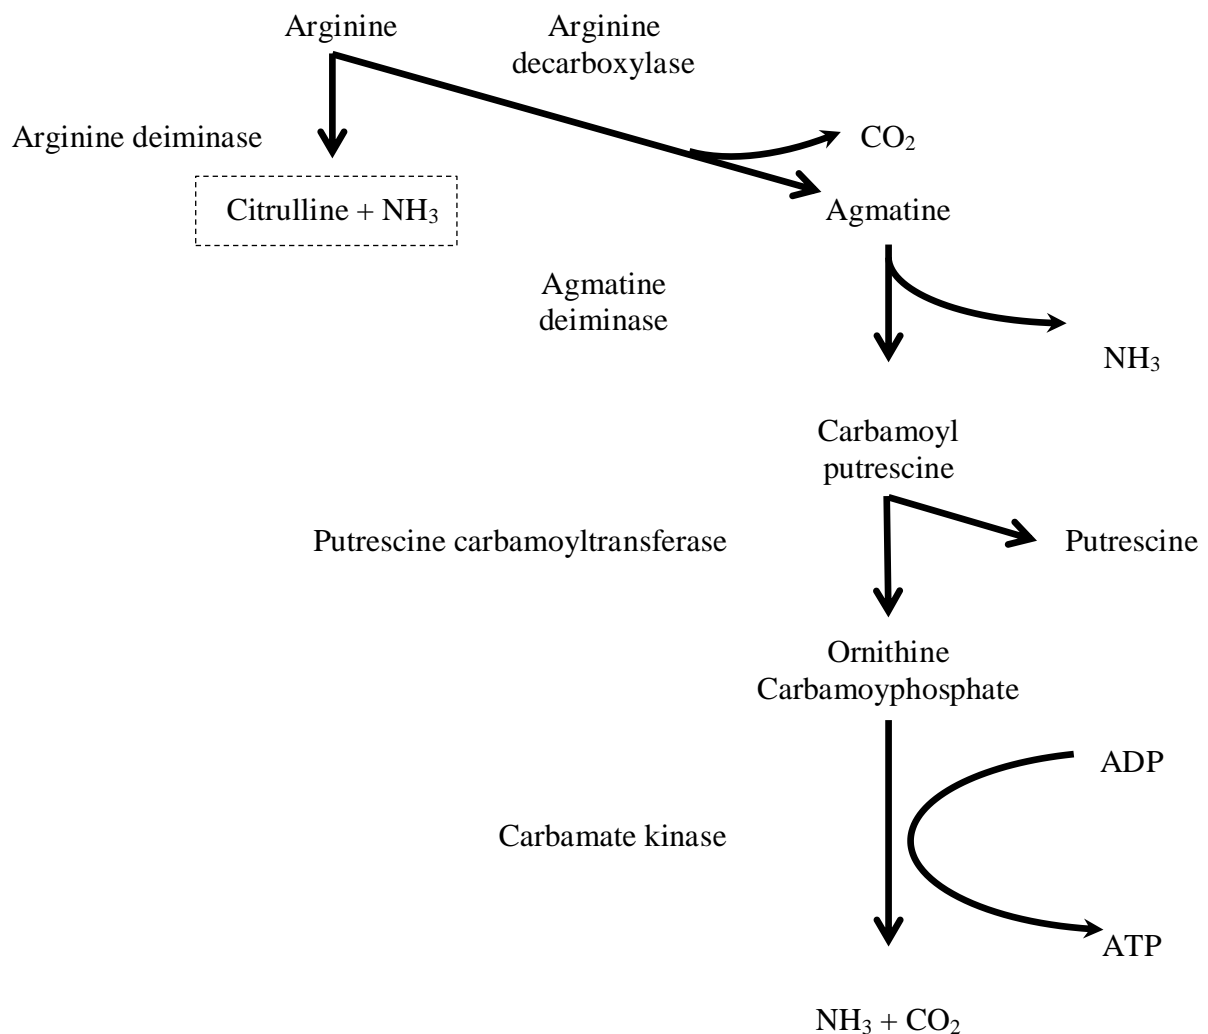 Arginine
Arginine
decarboxylase
Arginine deiminase
CO₂
Citrulline + NH₃
Agmatine
Agmatine
deiminase
NH₃
Carbamoyl
putrescine
Putrescine carbamoyltransferase
Putrescine
Ornithine
Carbamoyphosphate
ADP
Carbamate kinase
ATP
NH₃ + CO₂